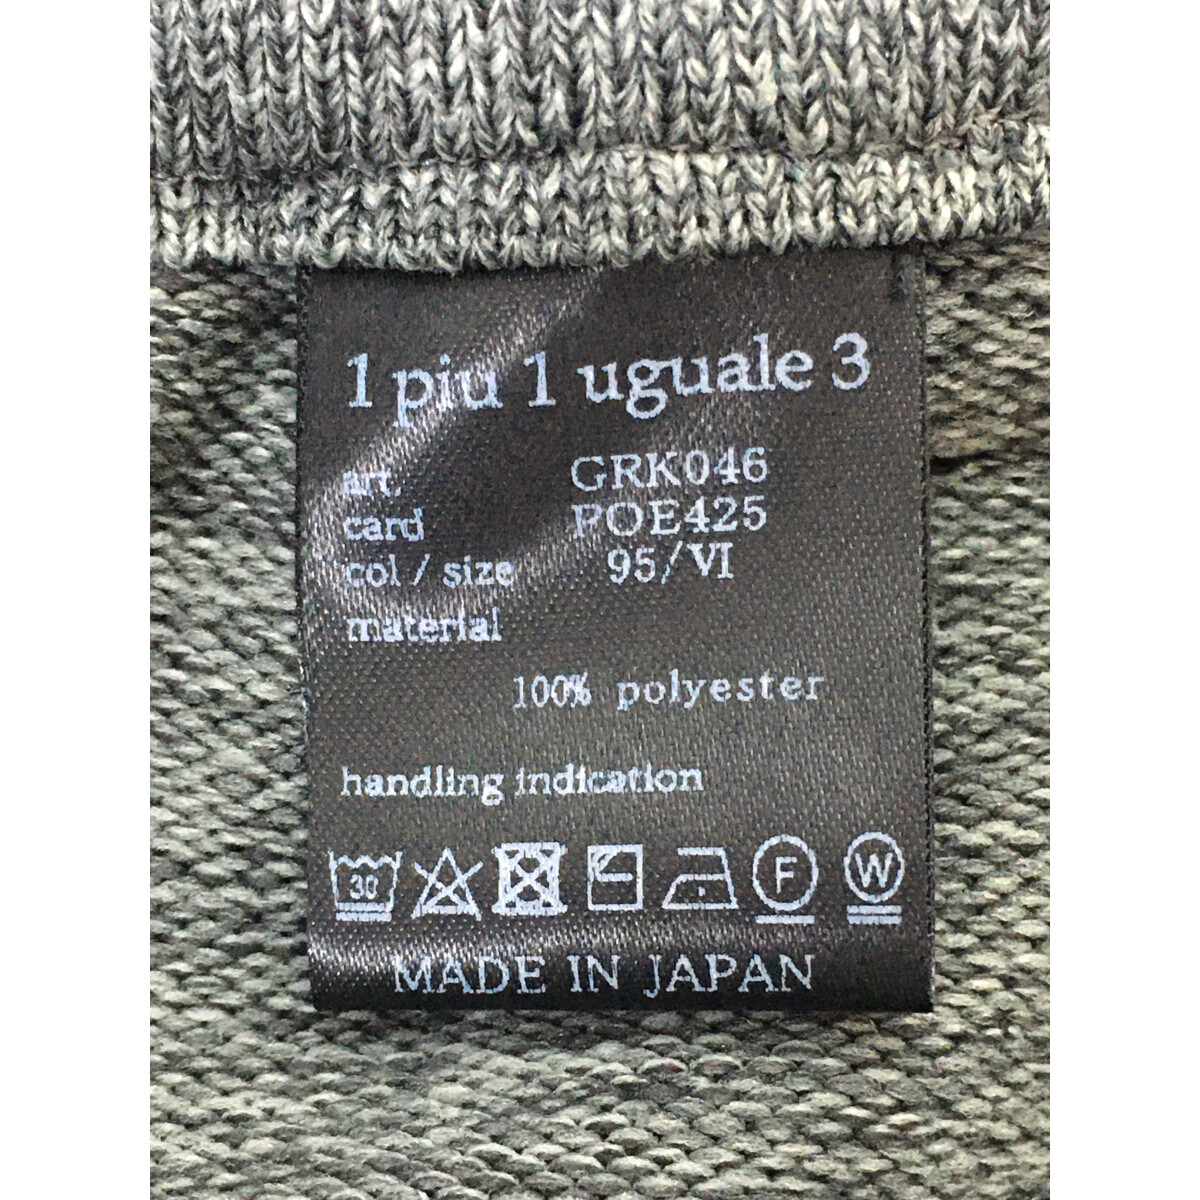 1 piu 1 uguale 3
art. GRK046
card POE425
col / size 95/VI
material
100% polyester
handling indication
30 F W
MADE IN JAPAN